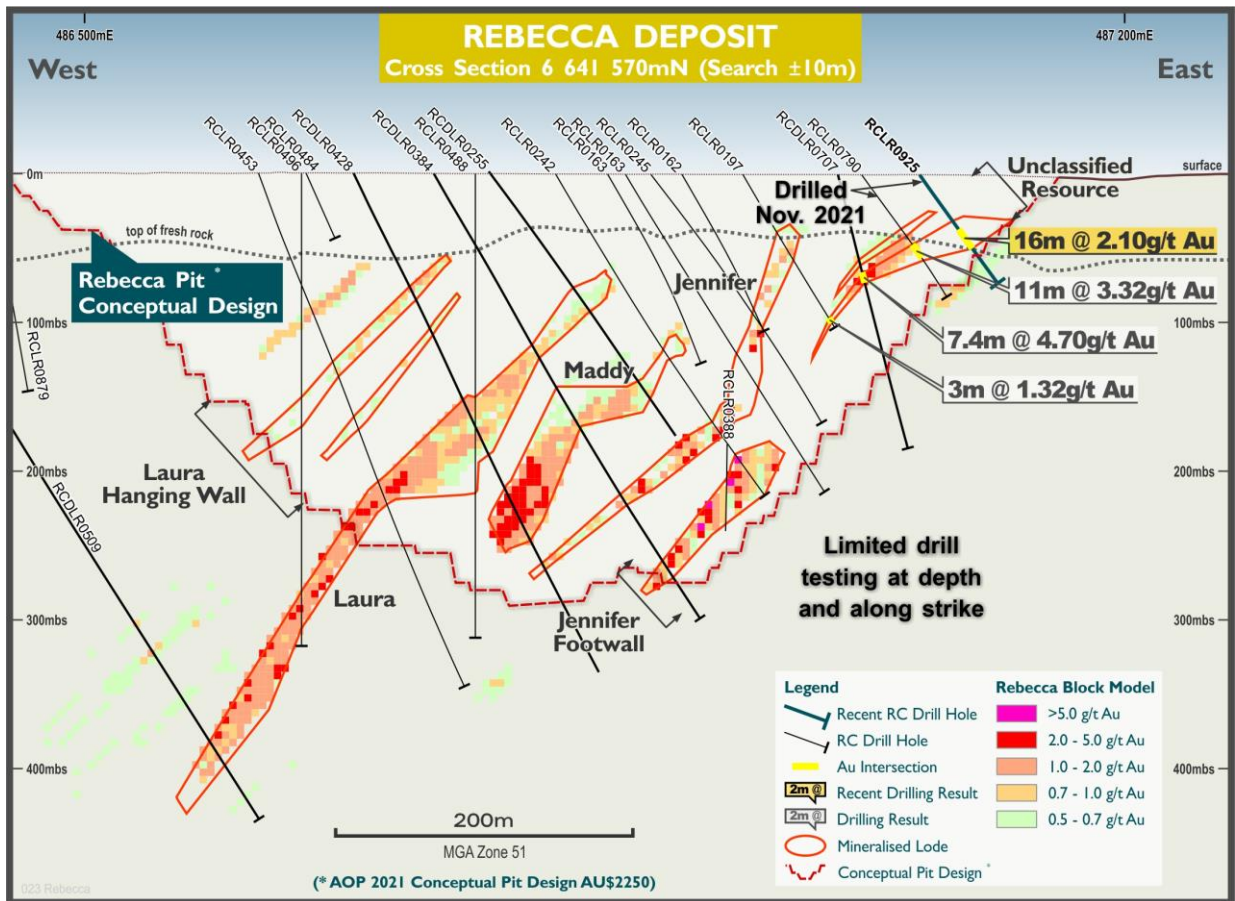 486 500mE
487 200mE
REBECCA DEPOSIT
Cross Section 6 641 570mN (Search ±10m)
West
East
RCLR0453
RCLR0496
RCLR0484
RCDLR0428
RCDLR0384
RCLR0488
RCDLR0255
RCLR0242
RCLR0163
RCLR0163
RCLR0245
RCLR0162
RCLR0197
RCDLR0707
RCLR0790
RCLR0925
Unclassified
Resource
surface
0m
Drilled
Nov. 2021
top of fresh rock
16m @ 2.10g/t Au
Rebecca Pit *
Conceptual Design
Jennifer
11m @ 3.32g/t Au
100mbs
100mbs
7.4m @ 4.70g/t Au
RCLR0879
Maddy
3m @ 1.32g/t Au
RCLR0388
Laura
Hanging Wall
200mbs
200mbs
RCDLR0509
Limited drill
testing at depth
and along strike
Laura
300mbs
300mbs
Jennifer
Footwall
Legend
Recent RC Drill Hole
RC Drill Hole
Au Intersection
2m @
Recent Drilling Result
2m @
Drilling Result
Mineralised Lode
Conceptual Pit Design *
Rebecca Block Model
>5.0 g/t Au
2.0 - 5.0 g/t Au
1.0 - 2.0 g/t Au
0.7 - 1.0 g/t Au
0.5 - 0.7 g/t Au
400mbs
400mbs
200m
MGA Zone 51
(* AOP 2021 Conceptual Pit Design AU$2250)
023 Rebecca